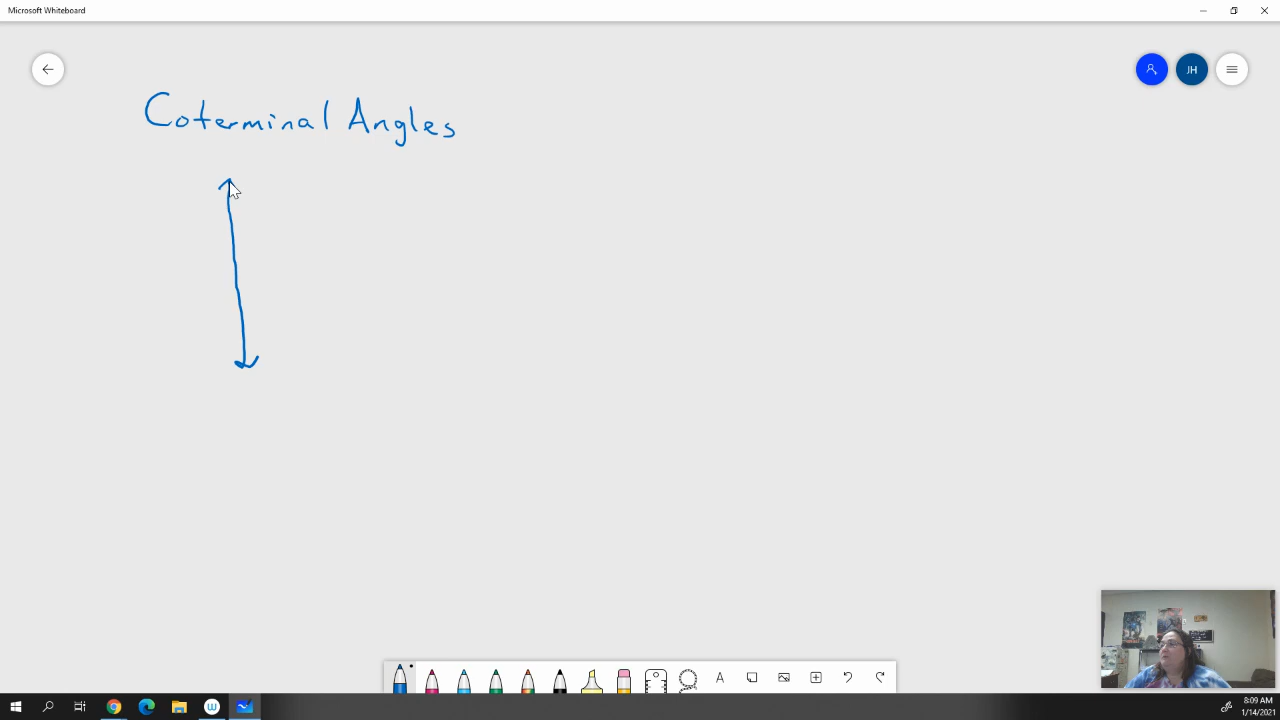 Microsoft Whiteboard
JH
Coterminal Angles
A
8:09 AM
1/14/2021